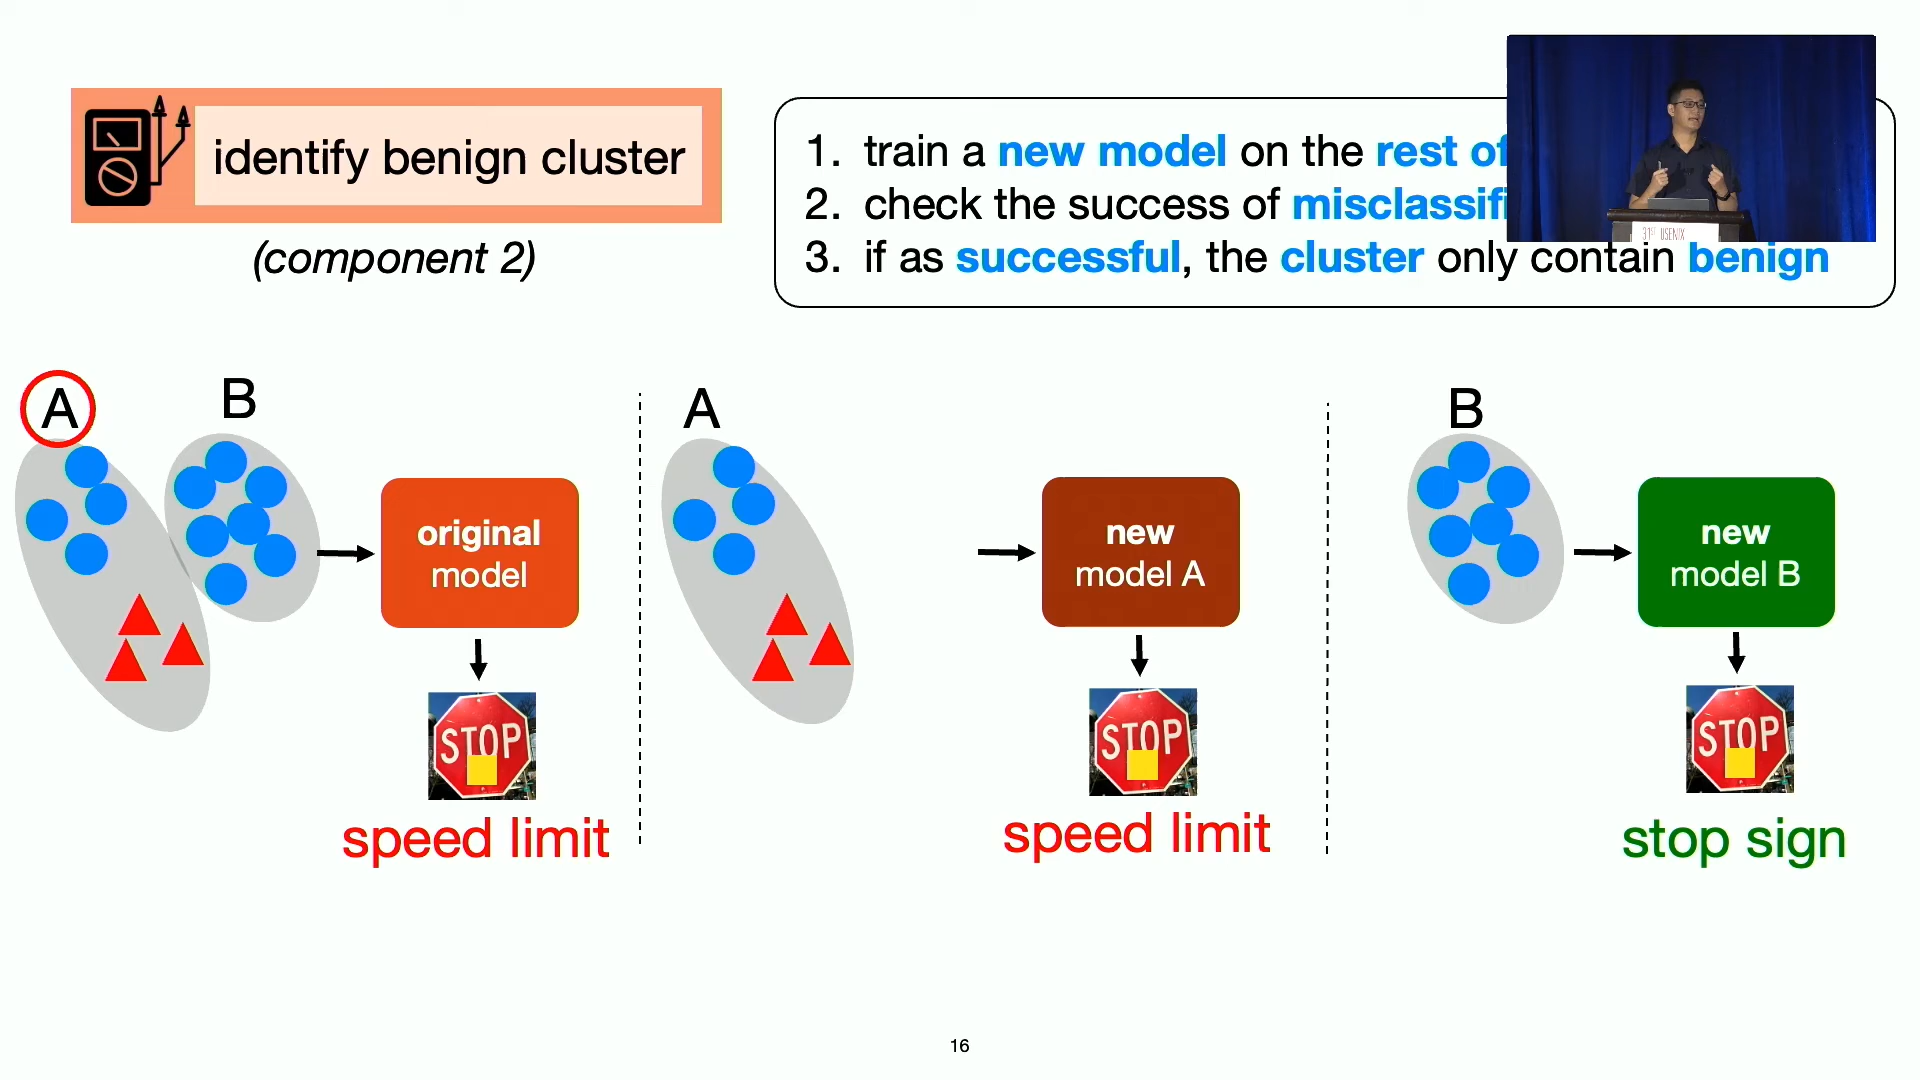 identify benign cluster
(component 2)
1. train a new model on the rest of
2. check the success of
3. if as successful, the cluster only contain benign
31ST USENIX
A
B
original
model
STOP
speed limit
A
new
model A
STOP
speed limit
B
new
model B
STOP
stop sign
16